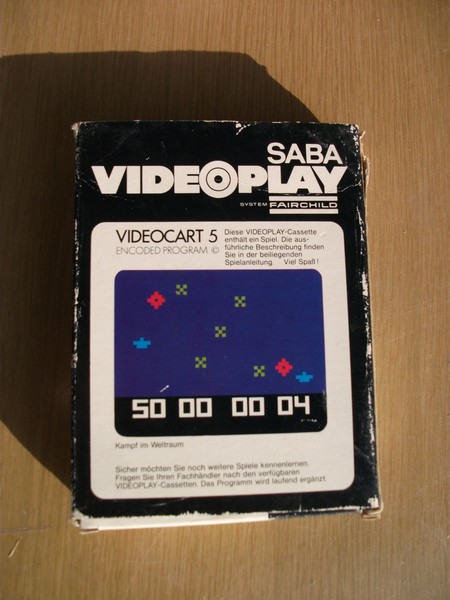 SABA
VIDEOPLAY
SYSTEM FAIRCHILD
VIDEOCART 5
ENCODED PROGRAM ©
Diese VIDEOPLAY-Cassette
enthält ein Spiel. Die aus-
führliche Beschreibung finden
Sie in der beiliegenden
Spielanleitung. Viel Spaß!
50 00 00 04
Kampf im Weltraum
Sicher möchten Sie noch weitere Spiele kennenlernen.
Fragen Sie Ihren Fachhändler nach den verfügbaren
VIDEOPLAY-Cassetten. Das Programm wird laufend ergänzt.